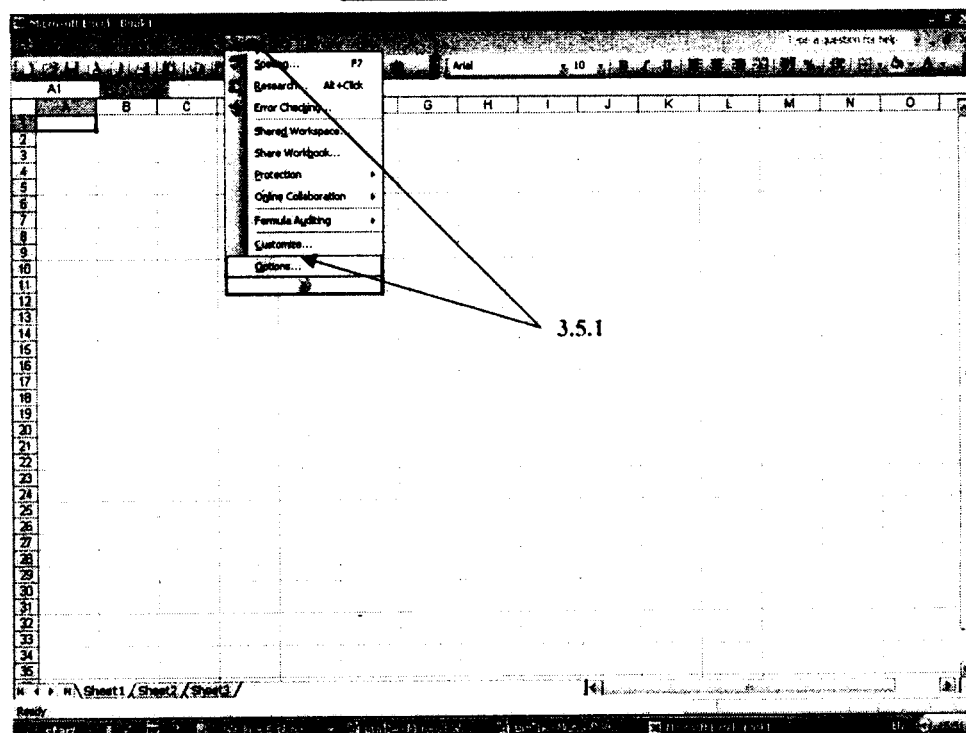 Microsoft Excel - Book1
Type a question for help
Arial 10
A1
A B C G H I J K L M N O
Spelling... F7
Research... Alt+Click
Error Checking...
Shared Workspace...
Share Workbook...
Protection
Online Collaboration
Formula Auditing
Customize...
Options...
3.5.1
1
2
3
4
5
6
7
8
9
10
11
12
13
14
15
16
17
18
19
20
21
22
23
24
25
26
27
28
29
30
31
32
33
34
35
Sheet1 / Sheet2 / Sheet3 /
Ready
start